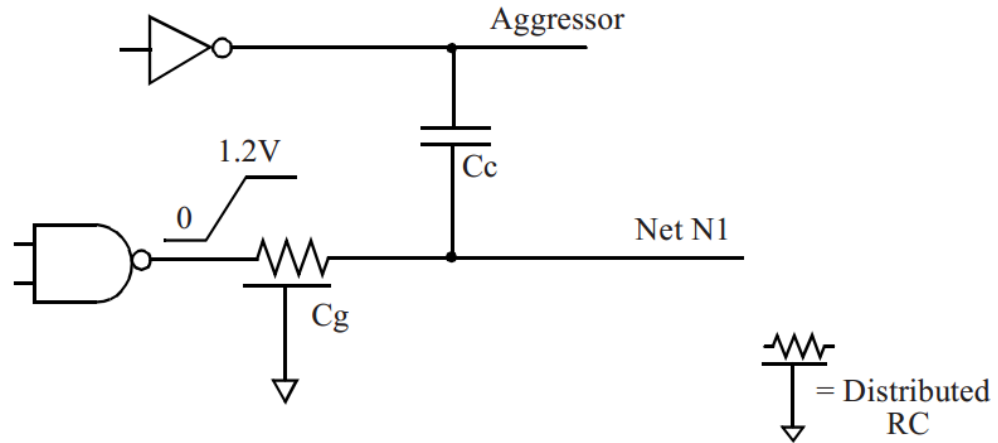 Aggressor
1.2V
Cc
0
Net N1
Cg
= Distributed
RC